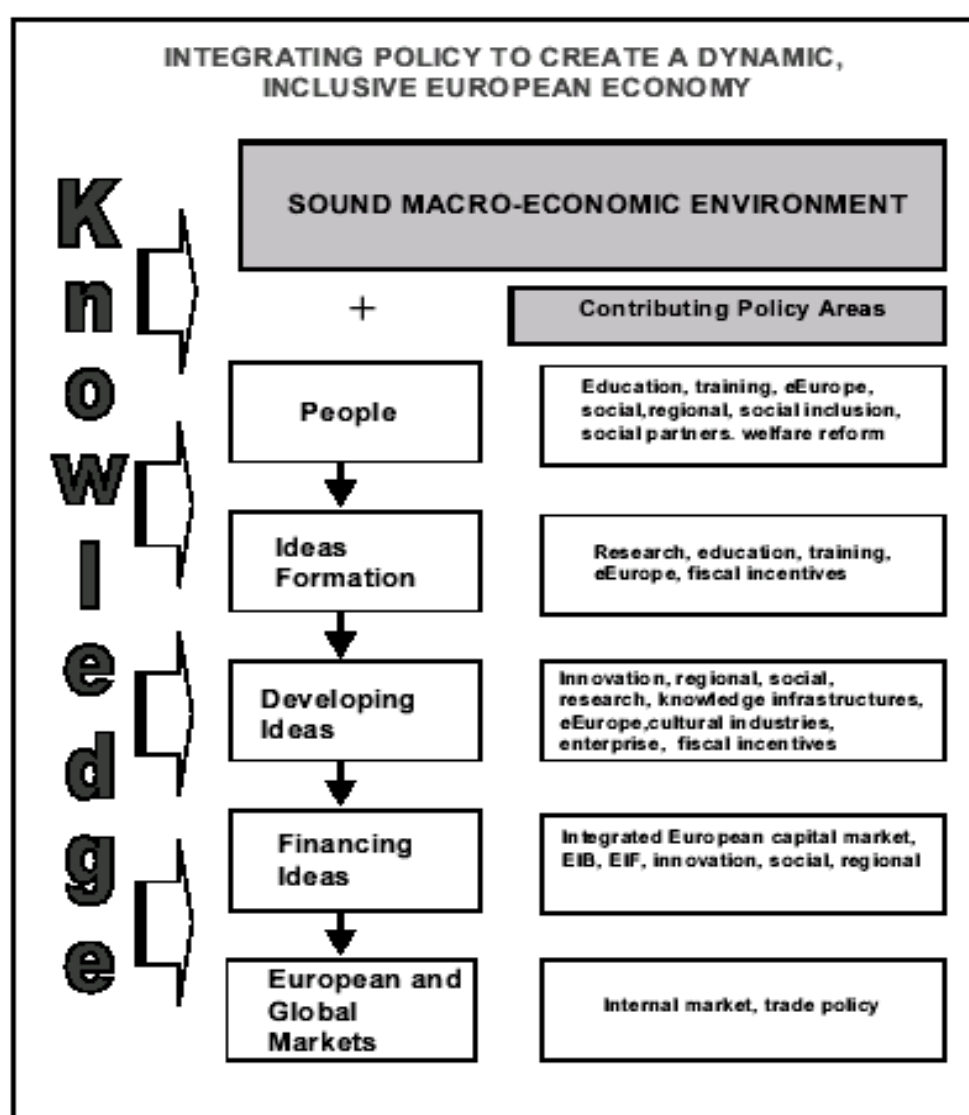 INTEGRATING POLICY TO CREATE A DYNAMIC,
INCLUSIVE EUROPEAN ECONOMY
Knowledge
SOUND MACRO-ECONOMIC ENVIRONMENT
+
Contributing Policy Areas
People
Education, training, eEurope,
social,regional, social inclusion,
social partners. welfare reform
Ideas
Formation
Research, education, training,
eEurope, fiscal incentives
Developing
Ideas
Innovation, regional, social,
research, knowledge infrastructures,
eEurope,cultural industries,
enterprise, fiscal incentives
Financing
Ideas
Integrated European capital market,
EIB, EIF, innovation, social, regional
European and
Global
Markets
Internal market, trade policy